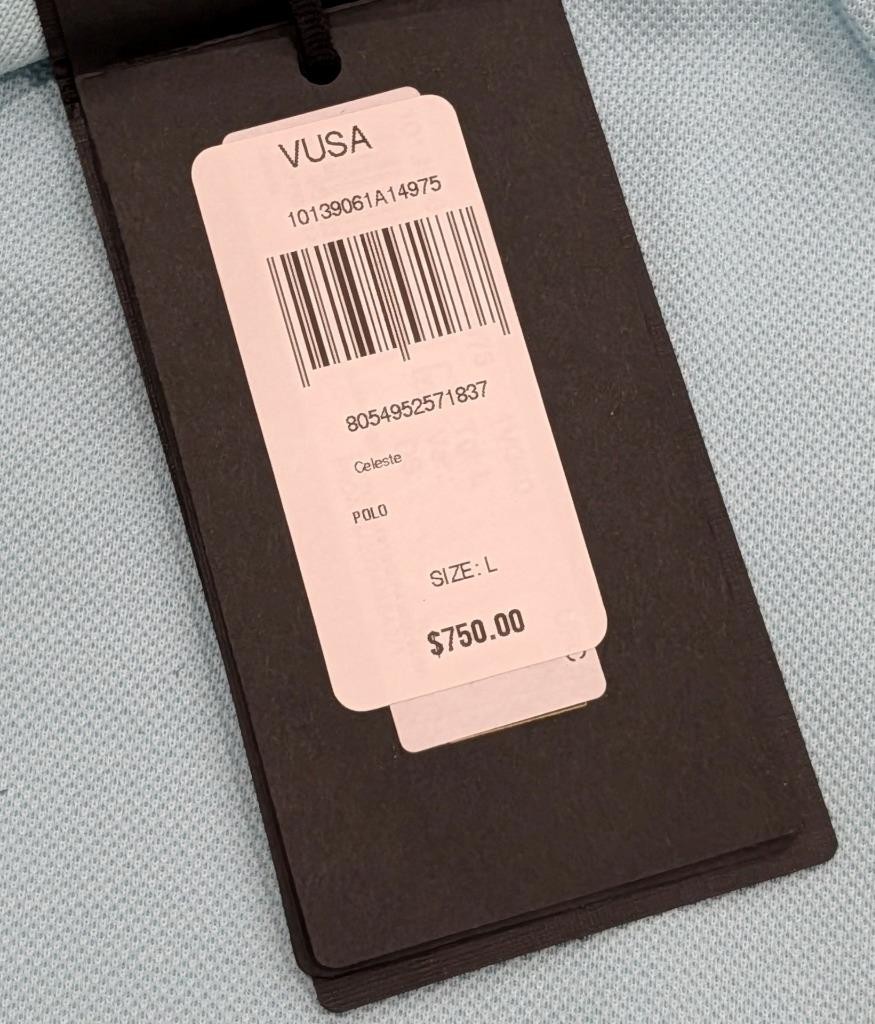 VUSA
10139061A14975
8054952571837
Celeste
POLO
SIZE: L
$750.00